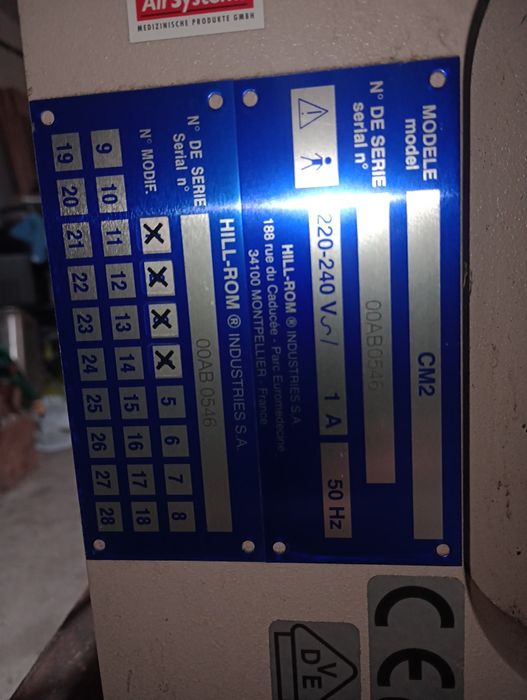 Air Systems
MEDIZINISCHE PRODUKTE GMBH
MODELE
model
CM2
N° DE SERIE
serial n°
00AB0546
220-240 V~/ 1 A 50 Hz
HILL-ROM ® INDUSTRIES S.A
188 rue du Caducée - Parc Euromédecine
34100 MONTPELLIER - France
HILL-ROM ® INDUSTRIES S.A.
N° DE SERIE
Serial n°
00AB 0546
N° MODIF.
X X X X 5 6 7 8
9 10 11 12 13 14 15 16 17 18
19 20 21 22 23 24 25 26 27 28
CE
VDE